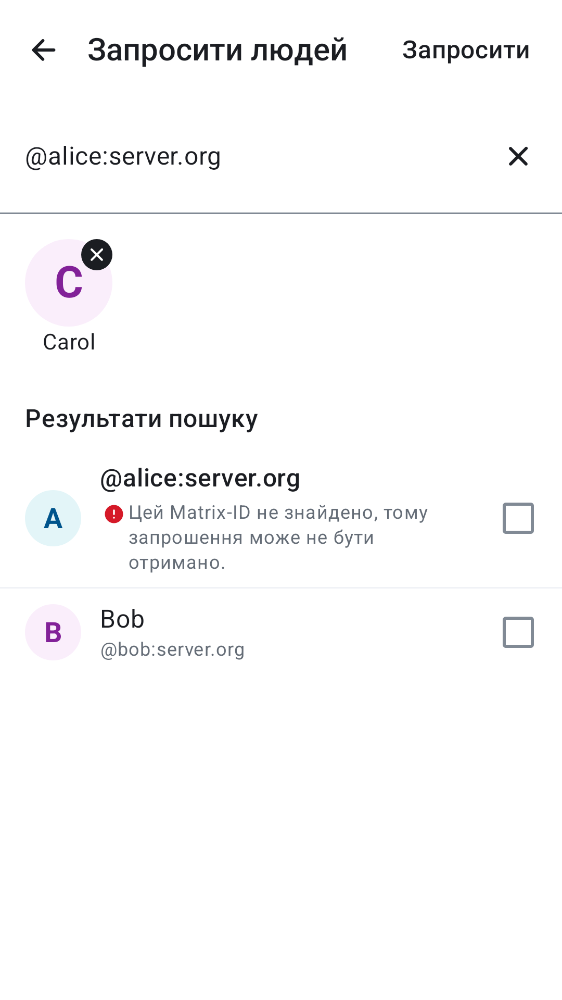 Запросити людей
Запросити
@alice:server.org
C
Carol
Результати пошуку
@alice:server.org
A
Цей Matrix-ID не знайдено, тому
запрошення може не бути
отримано.
Bob
B
@bob:server.org